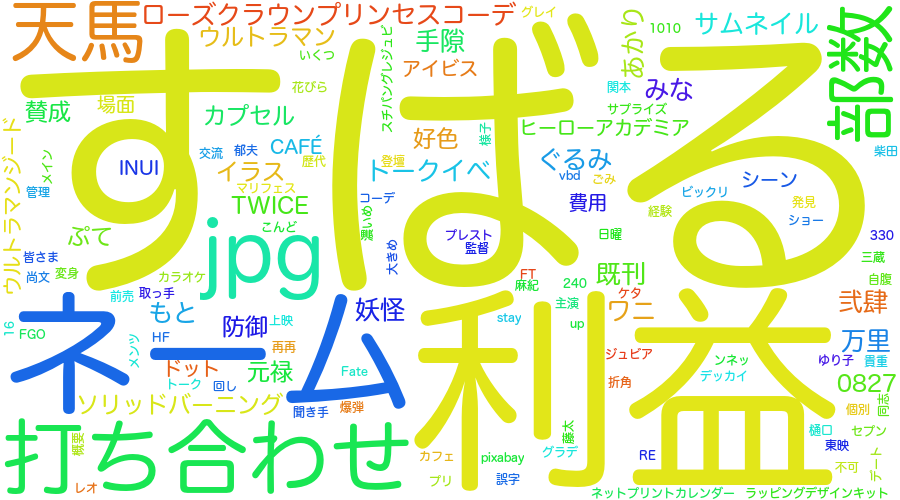 天馬
ローズクラウンプリンセスコーデ
グレイ
ウルトラマン
いくつ
手隙
アイビス
あかり
1010
サムネイル
部数
すばる
賛成
場面
カプセル
花びら
スチパングレジュビ
好色
様子
ヒーローアカデミア
関本
サプライズ
みな
ウルトラマンジード
メイン
INUI
交流
郁夫
CAFÉ
歴代
登壇
トークイベ
ぐるみ
vbd
ごみ
シーン
柴田
管理
イラス
マリフェス
TWICE
コーデ
費用
経験
ビックリ
発見
ショー
ぷて
jpg
こんど
大きめ
プレスト
監督
日曜
330
皆さま
尚文
変身
カラオケ
FT
麻紀
240
既刊
三蔵
自腹
前売
取っ手
ケタ
主演
ワニ
弐肆
16
FGO
ネーム
もと
HF
防御
上映
妖怪
stay
up
利益
万里
メンツ
ドット
再再
トーク
回し
元禄
Fate
ジュビア
折角
ンネッ
デッカイ
ゆり子
貴重
0827
ソリッドバーニング
聞き手
爆弾
個別
同志
打ち合わせ
概要
レオ
カフェ
プリ
pixabay
誤字
藤太
グラデ
RE
樋口
東映
セブン
不可
デート
ネットプリントカレンダー
ラッピングデザインキット